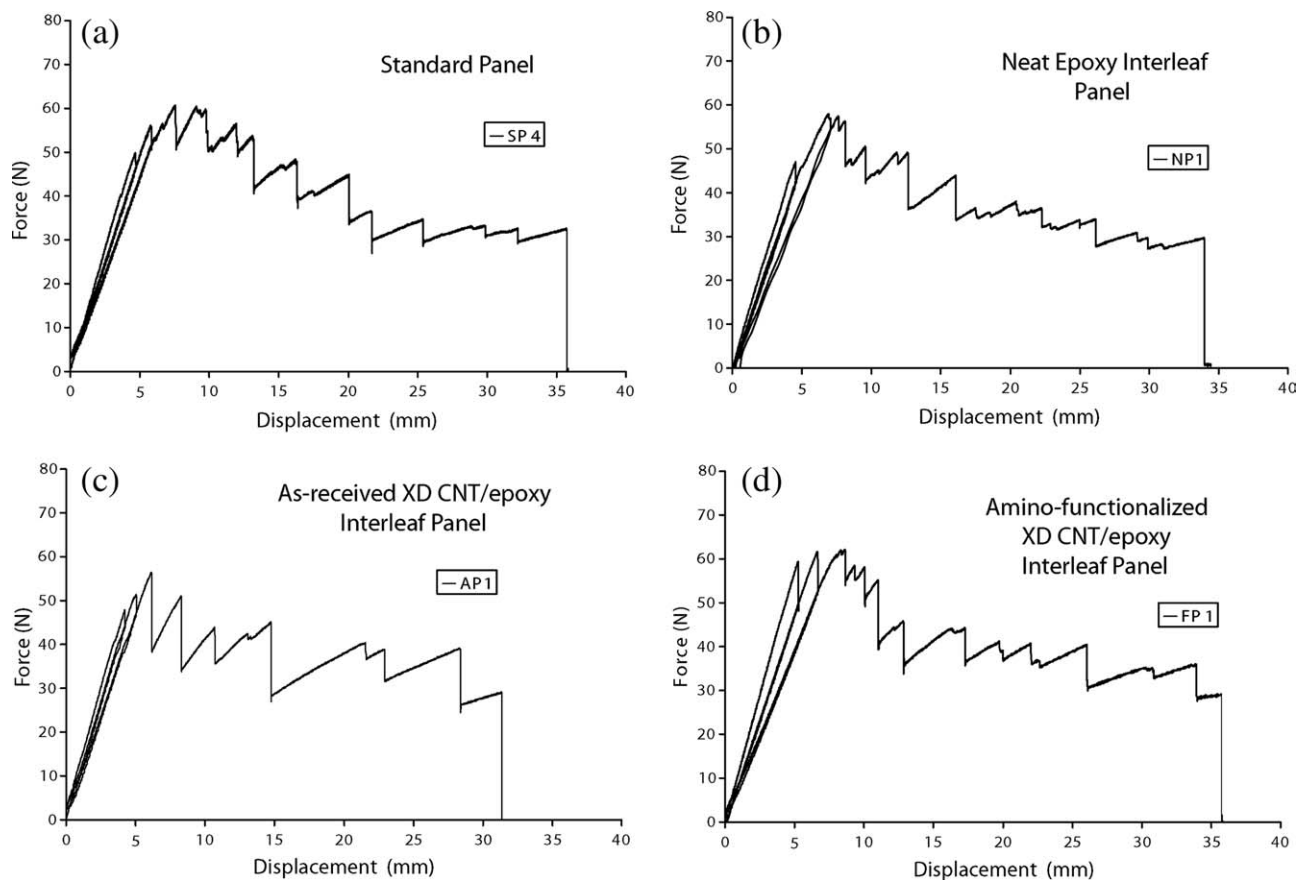 (a)
Standard Panel
SP 4
80
70
60
50
40
30
20
10
0
Force (N)
0 5 10 15 20 25 30 35 40
Displacement (mm)
(b)
Neat Epoxy Interleaf
Panel
NP1
80
70
60
50
40
30
20
10
0
Force (N)
0 5 10 15 20 25 30 35 40
Displacement (mm)
(c)
As-received XD CNT/epoxy
Interleaf Panel
AP 1
80
70
60
50
40
30
20
10
0
Force (N)
0 5 10 15 20 25 30 35 40
Displacement (mm)
(d)
Amino-functionalized
XD CNT/epoxy
Interleaf Panel
FP 1
80
70
60
50
40
30
20
10
0
Force (N)
0 5 10 15 20 25 30 35 40
Displacement (mm)